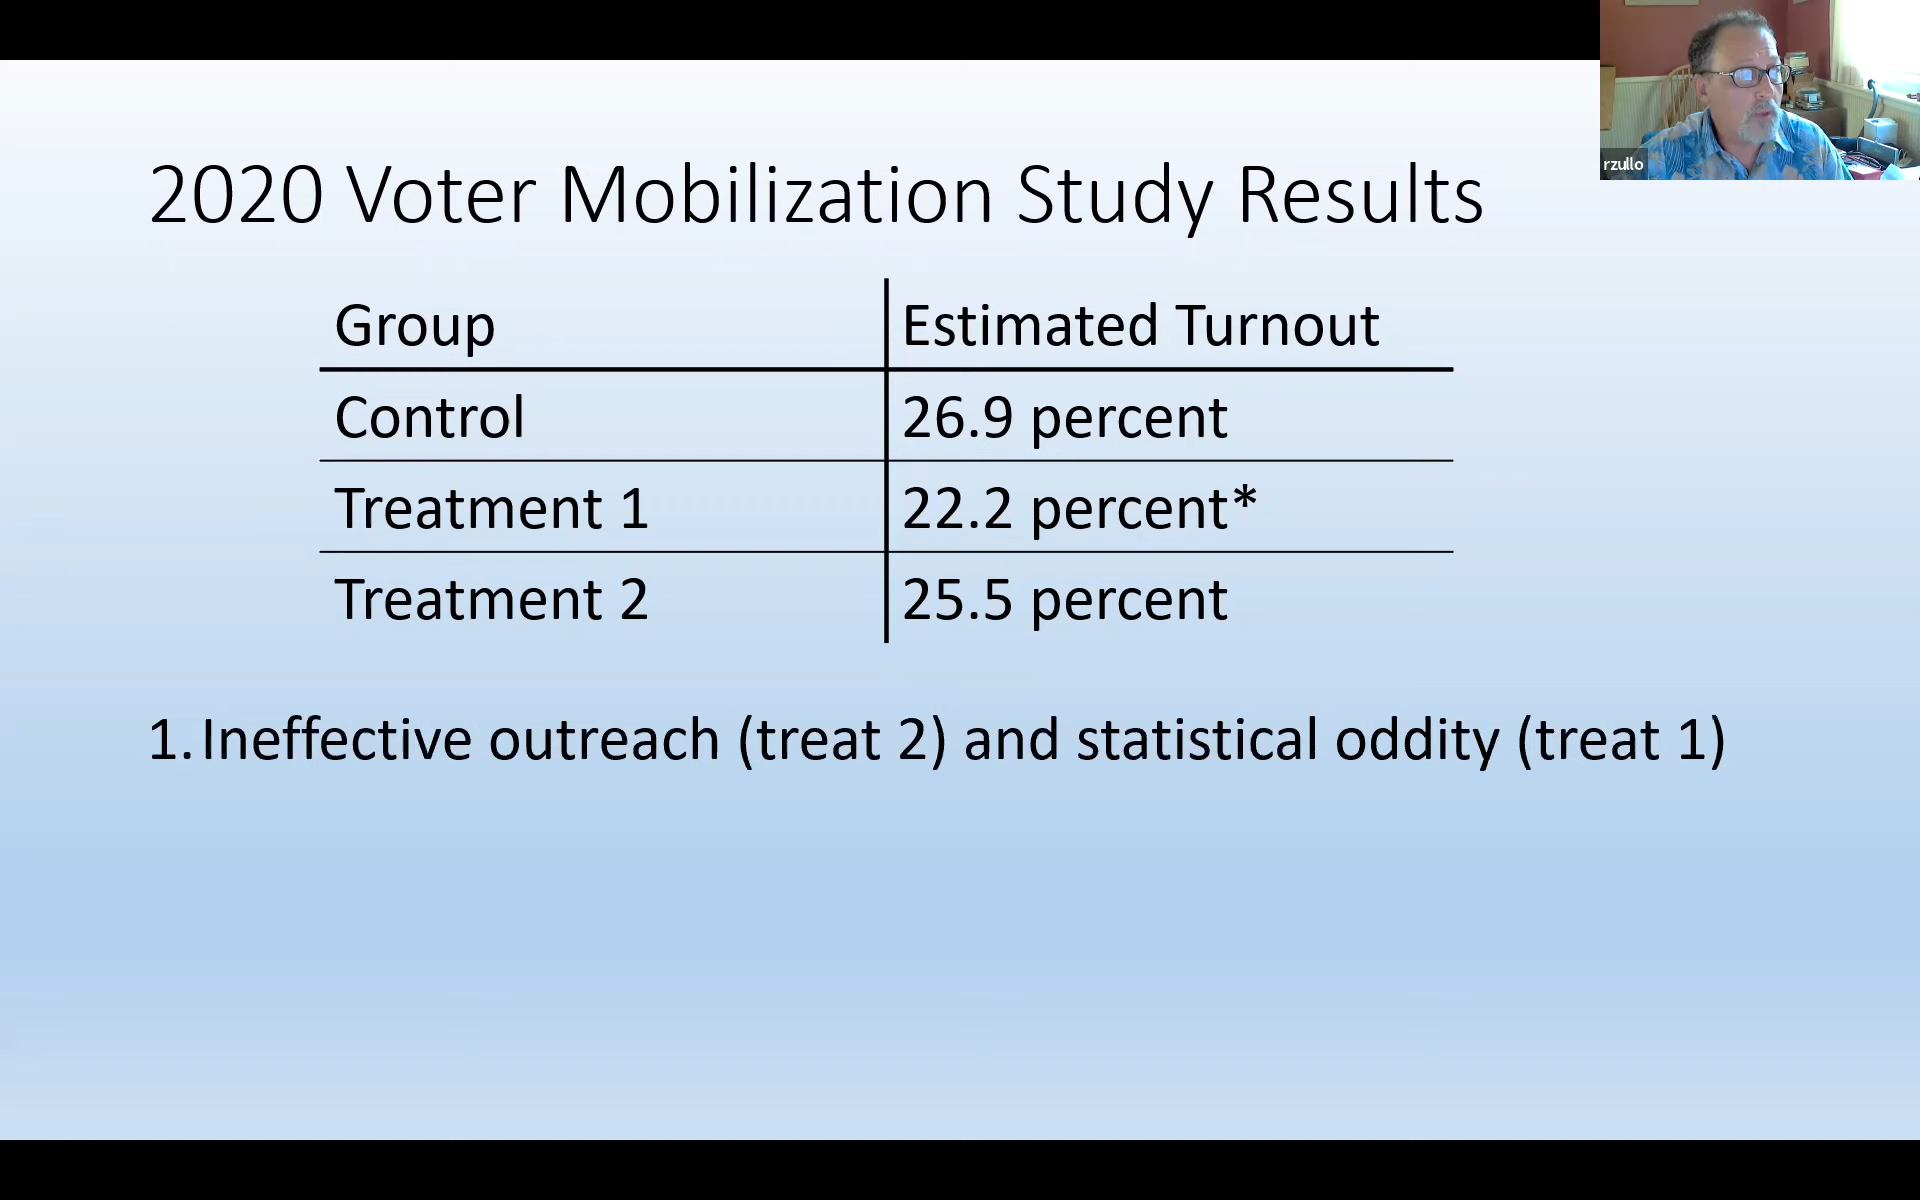 rzullo
2020 Voter Mobilization Study Results
Group Estimated Turnout
Control 26.9 percent
Treatment 1 22.2 percent*
Treatment 2 25.5 percent
1. Ineffective outreach (treat 2) and statistical oddity (treat 1)